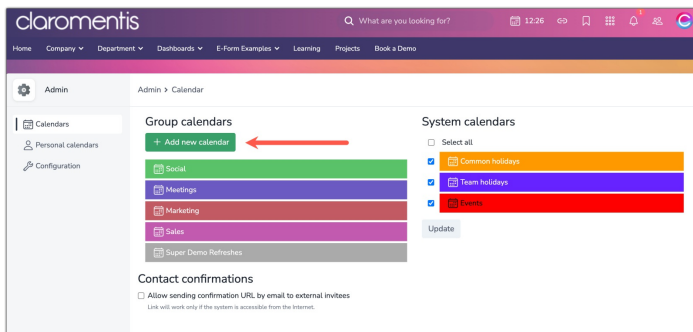 claromentis
What are you looking for?
12:26
1
Home Company Department Dashboards E-Form Examples Learning Projects Book a Demo
Admin
Admin > Calendar
Calendars
Personal calendars
Configuration
Group calendars
+ Add new calendar
Social
Meetings
Marketing
Sales
Super Demo Refreshes
System calendars
Select all
Common holidays
Team holidays
Events
Update
Contact confirmations
Allow sending confirmation URL by email to external invitees
Link will work only if the system is accessible from the Internet.